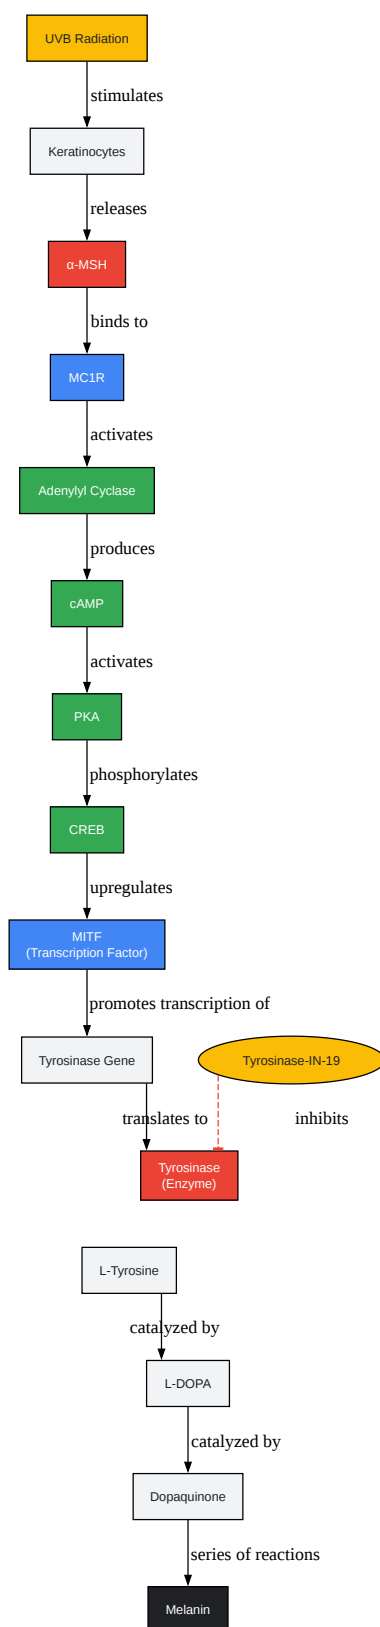 UVB Radiation
stimulates
Keratinocytes
releases
α-MSH
binds to
MC1R
activates
Adenylyl Cyclase
produces
cAMP
activates
PKA
phosphorylates
CREB
upregulates
MITF
(Transcription Factor)
promotes transcription of
Tyrosinase Gene
Tyrosinase-IN-19
translates to
inhibits
Tyrosinase
(Enzyme)
L-Tyrosine
catalyzed by
L-DOPA
catalyzed by
Dopaquinone
series of reactions
Melanin